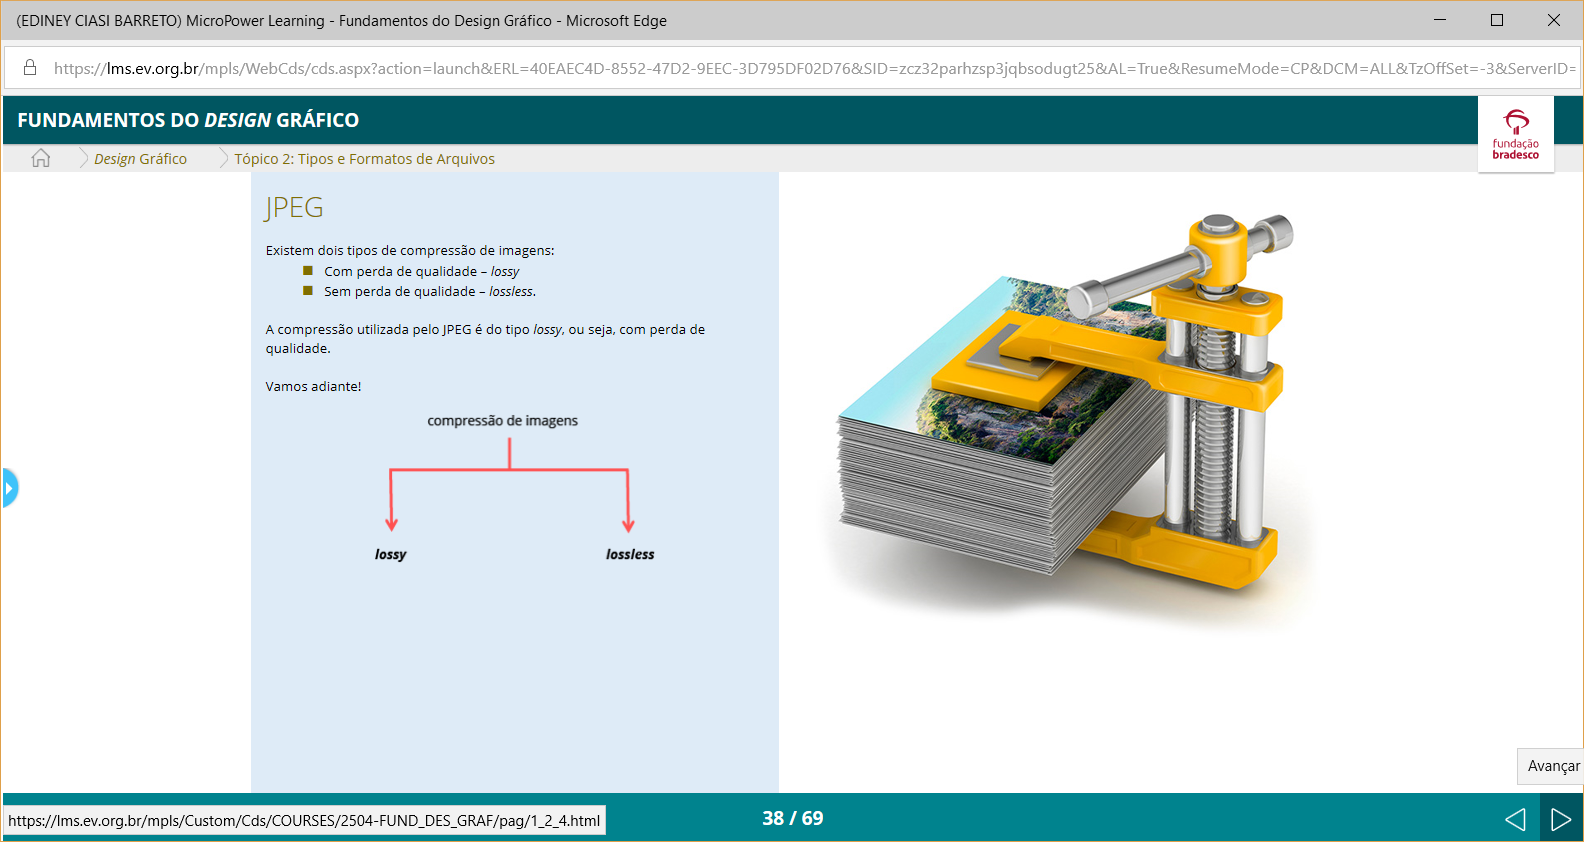 (EDINEY CIASI BARRETO) MicroPower Learning - Fundamentos do Design Gráfico - Microsoft Edge
https://lms.ev.org.br/mpls/WebCds/cds.aspx?action=launch&ERL=40EAEC4D-8552-47D2-9EEC-3D795DF02D76&SID=zcz32parhzsp3jqbsodugt25&AL=True&ResumeMode=CP&DCM=ALL&TzOffSet=-3&ServerID=
FUNDAMENTOS DO DESIGN GRÁFICO
fundação
bradesco
Design Gráfico
Tópico 2: Tipos e Formatos de Arquivos
JPEG
Existem dois tipos de compressão de imagens:
Com perda de qualidade – lossy
Sem perda de qualidade – lossless.
A compressão utilizada pelo JPEG é do tipo lossy, ou seja, com perda de
qualidade.
Vamos adiante!
compressão de imagens
lossy
lossless
Avançar
https://lms.ev.org.br/mpls/Custom/Cds/COURSES/2504-FUND_DES_GRAF/pag/1_2_4.html
38 / 69